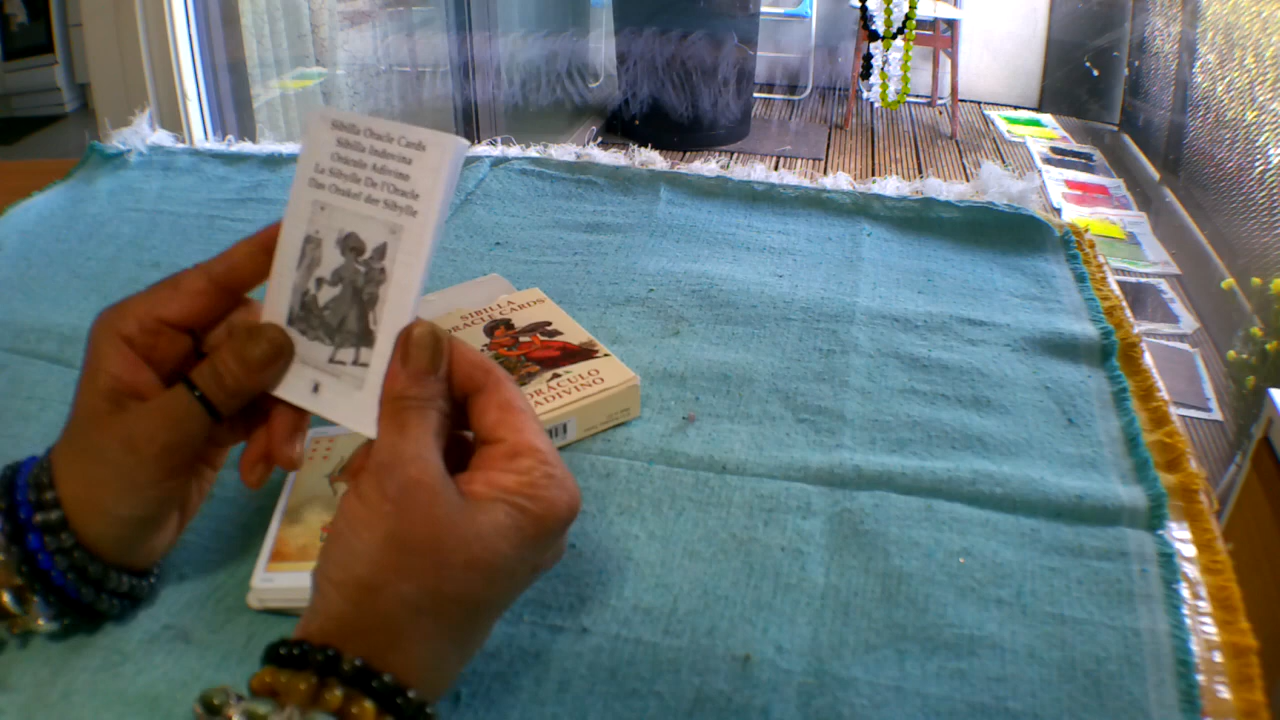 Sibilla Oracle Cards
Sibilla Indovina
Oráculo Adivino
La Sibylle De l'Oracle
Das Orakel der Sibylle
SIBILLA
ORACLE CARDS
ORÁCULO
ADIVINO